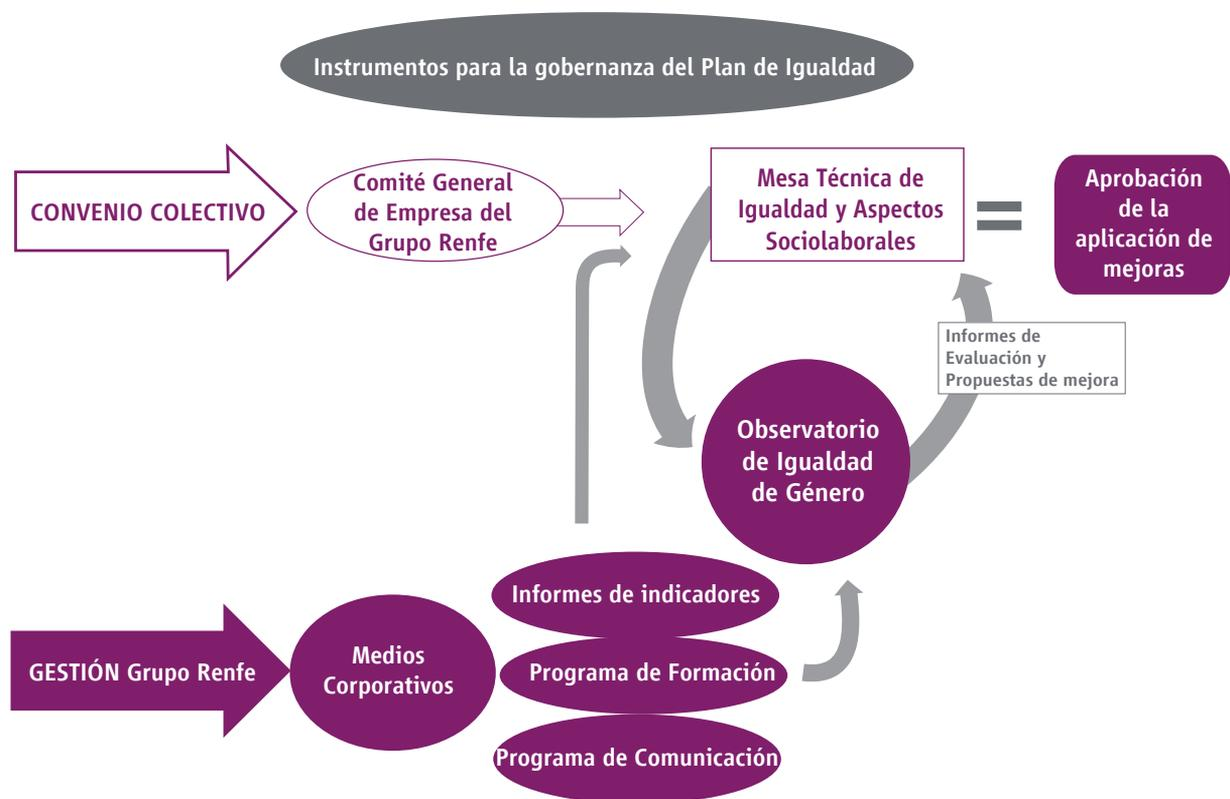 Instrumentos para la gobernanza del Plan de Igualdad
CONVENIO COLECTIVO
Comité General
de Empresa del
Grupo Renfe
Mesa Técnica de
Igualdad y Aspectos
Sociolaborales
=
Aprobación
de la
aplicación de
mejoras
Informes de
Evaluación y
Propuestas de mejora
Observatorio
de Igualdad
de Género
GESTIÓN Grupo Renfe
Medios
Corporativos
Informes de indicadores
Programa de Formación
Programa de Comunicación